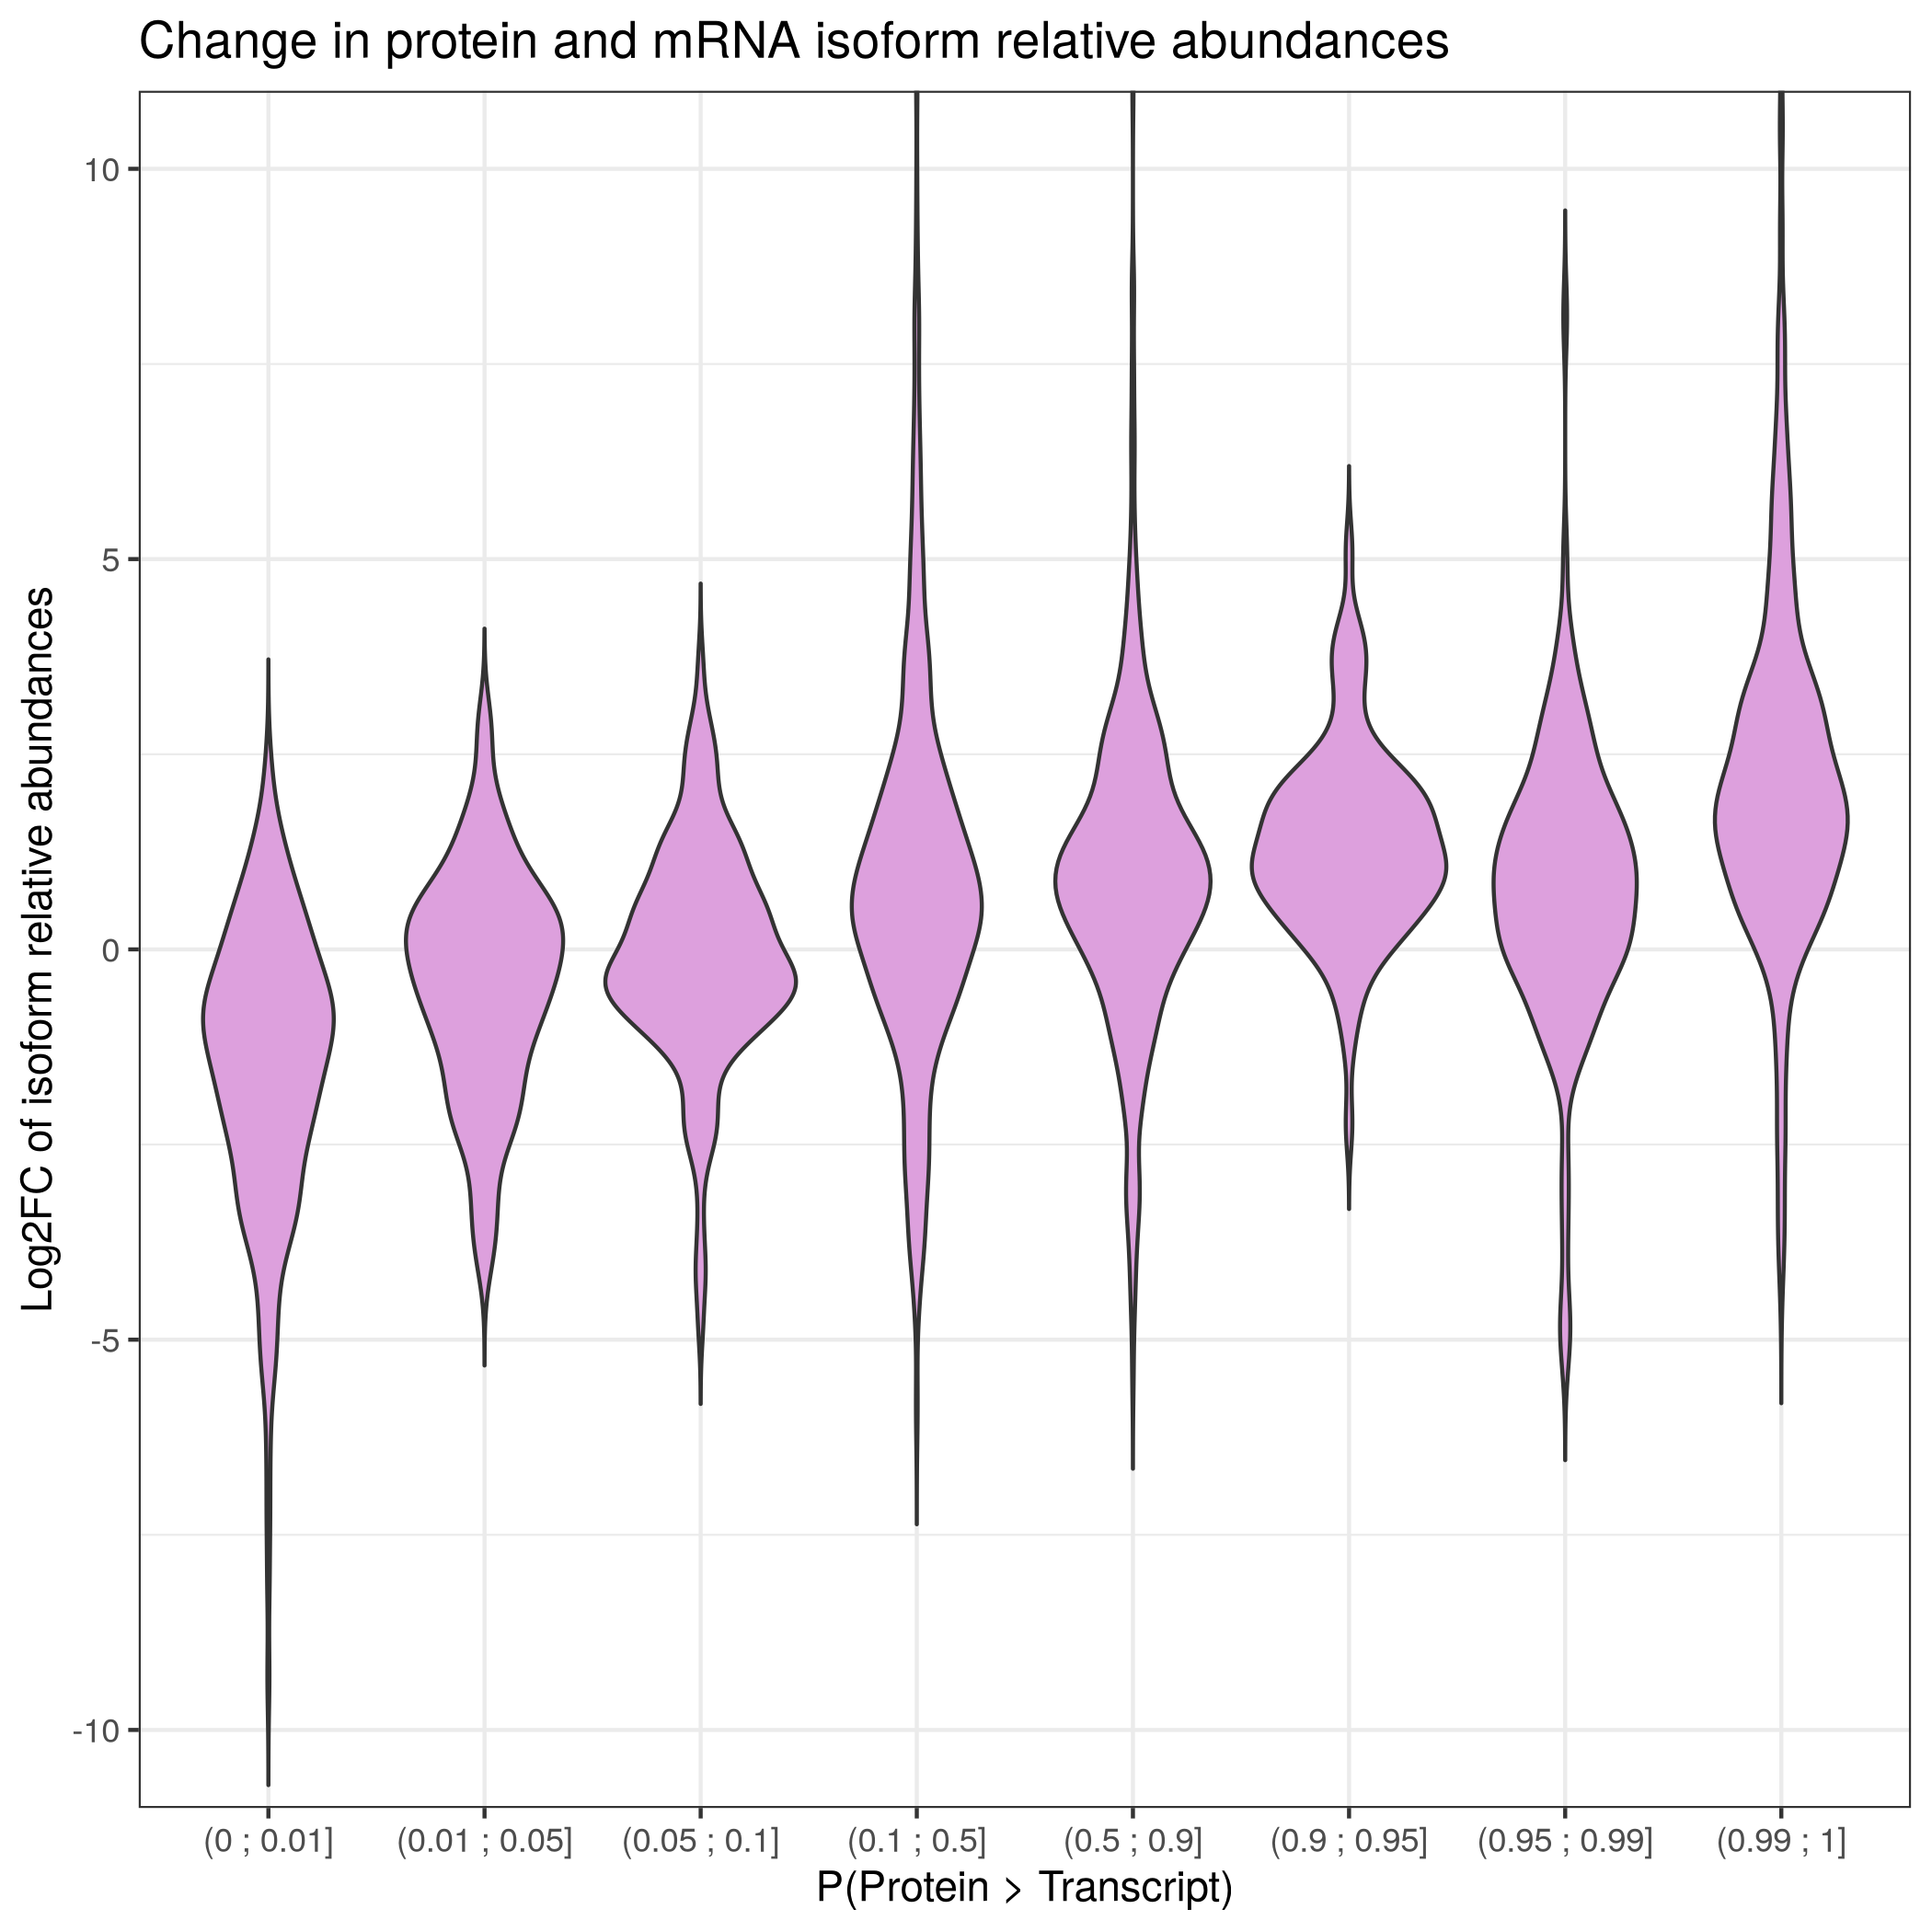 Change in protein and mRNA isoform relative abundances
Log2FC of isoform relative abundances
10
5
0
-5
-10
(0 ; 0.01]
(0.01 ; 0.05]
(0.05 ; 0.1]
(0.1 ; 0.5]
(0.5 ; 0.9]
(0.9 ; 0.95]
(0.95 ; 0.99]
(0.99 ; 1]
P(Protein > Transcript)